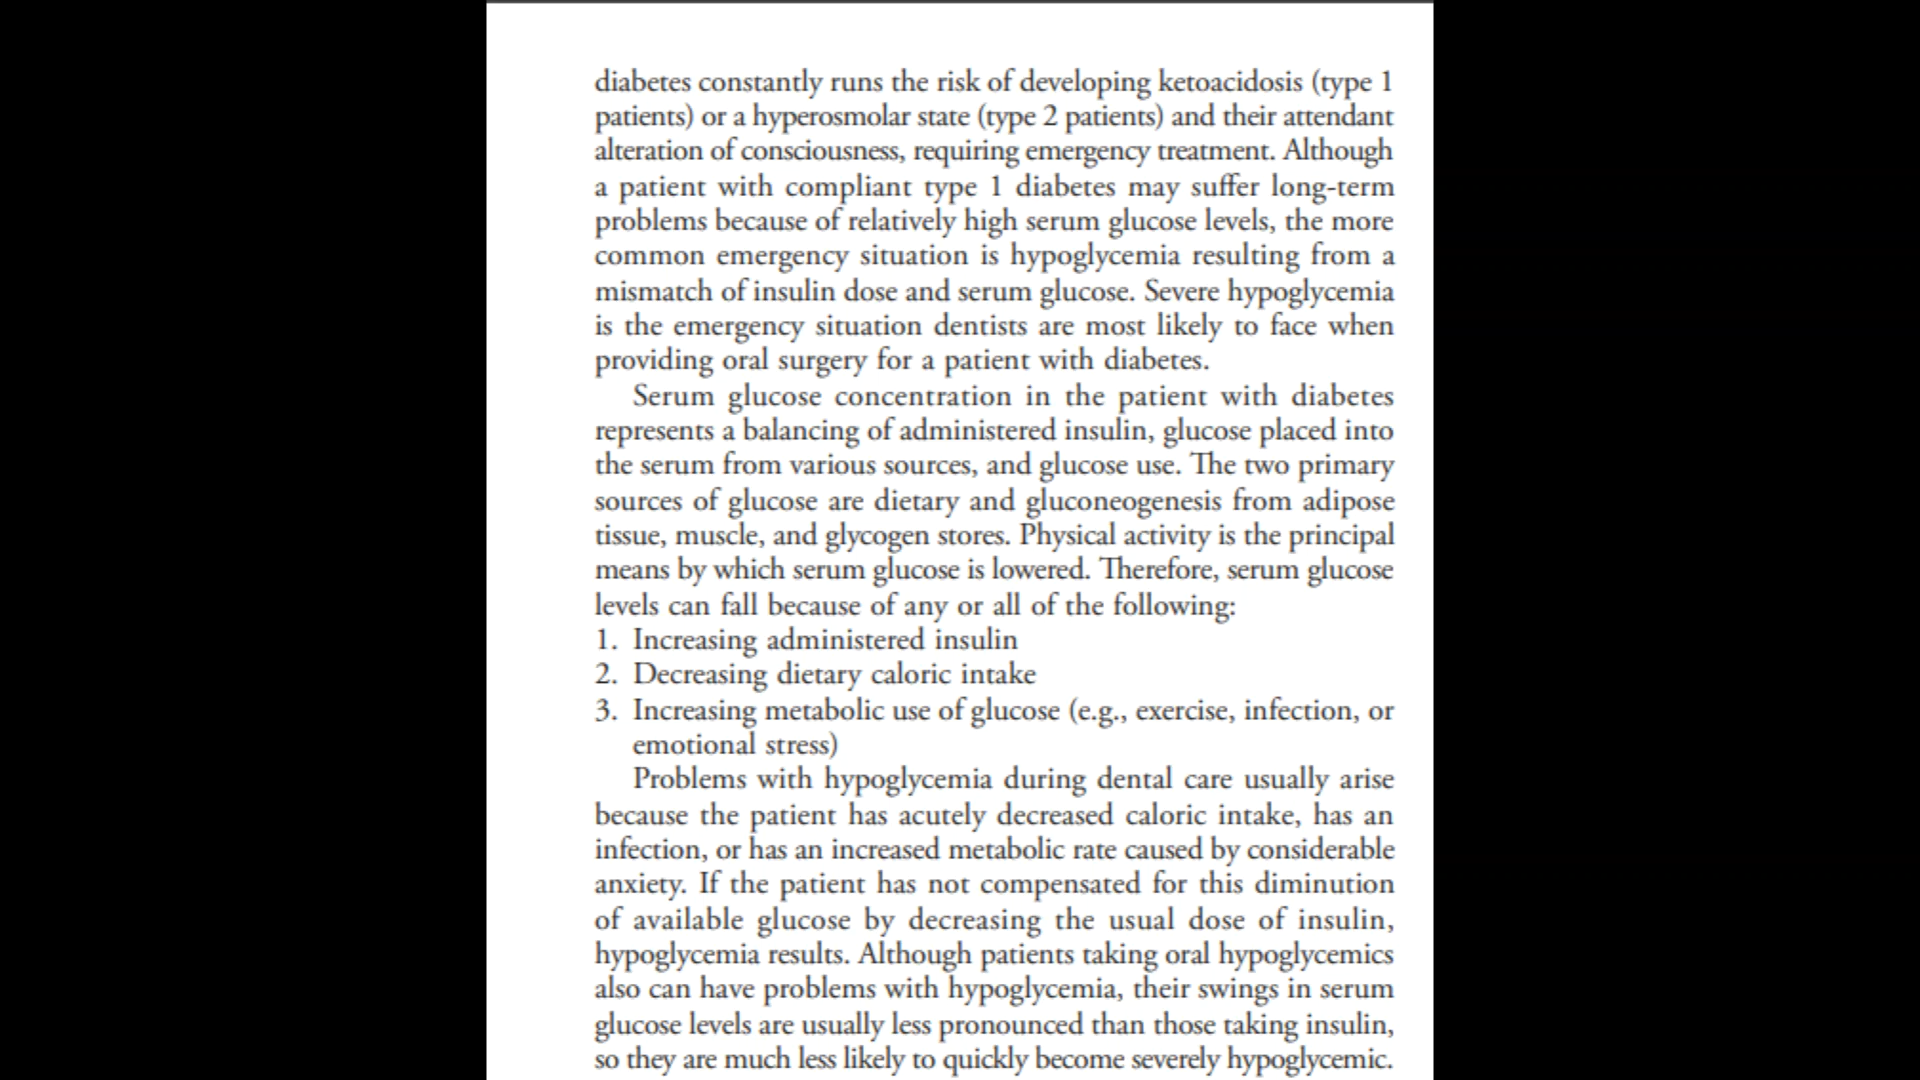 diabetes constantly runs the risk of developing ketoacidosis (type 1
patients) or a hyperosmolar state (type 2 patients) and their attendant
alteration of consciousness, requiring emergency treatment. Although
a patient with compliant type 1 diabetes may suffer long-term
problems because of relatively high serum glucose levels, the more
common emergency situation is hypoglycemia resulting from a
mismatch of insulin dose and serum glucose. Severe hypoglycemia
is the emergency situation dentists are most likely to face when
providing oral surgery for a patient with diabetes.
Serum glucose concentration in the patient with diabetes
represents a balancing of administered insulin, glucose placed into
the serum from various sources, and glucose use. The two primary
sources of glucose are dietary and gluconeogenesis from adipose
tissue, muscle, and glycogen stores. Physical activity is the principal
means by which serum glucose is lowered. Therefore, serum glucose
levels can fall because of any or all of the following:
1. Increasing administered insulin
2. Decreasing dietary caloric intake
3. Increasing metabolic use of glucose (e.g., exercise, infection, or
emotional stress)
Problems with hypoglycemia during dental care usually arise
because the patient has acutely decreased caloric intake, has an
infection, or has an increased metabolic rate caused by considerable
anxiety. If the patient has not compensated for this diminution
of available glucose by decreasing the usual dose of insulin,
hypoglycemia results. Although patients taking oral hypoglycemics
also can have problems with hypoglycemia, their swings in serum
glucose levels are usually less pronounced than those taking insulin,
so they are much less likely to quickly become severely hypoglycemic.